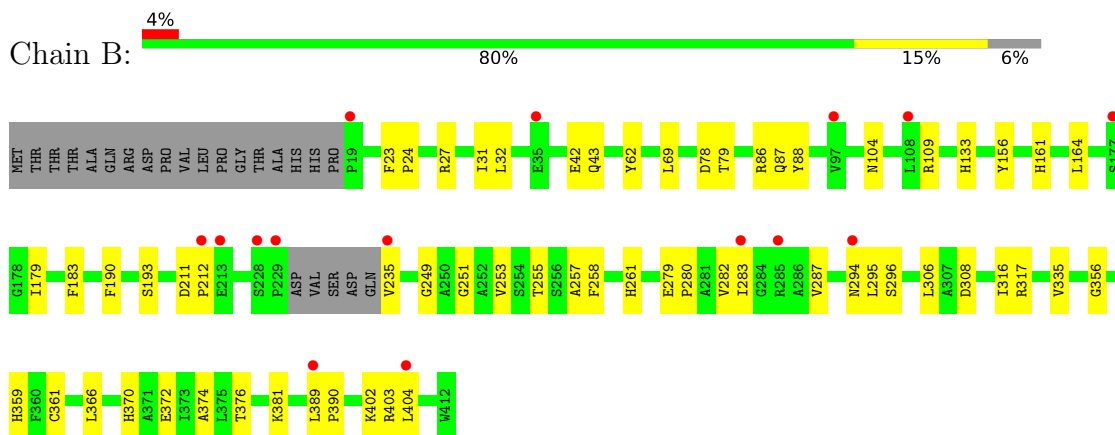 4%
Chain B:
80% 15% 6%
MET THR THR THR ALA GLN ARG ASP PRO VAL LEU PRO GLY THR ALA HIS HIS PRO P19 F23 P24 R27 I31 L32 E35 E42 Q43 Y62 L69 D78 T79 R86 Q87 Y88 V97 N104 L108 R109 H133 Y156 H161 L164 S177
G178 I179 F183 F190 S193 D211 P212 E213 S228 P229 ASP VAL SER ASP GLN V235 G249 A250 G251 A252 V253 S254 T255 S256 A257 F258 H261 E279 P280 A281 V282 I283 G284 R285 A286 V287 N294 L295 S296 L306 A307 D308 I316 R317 V335 G356
H359 F360 C361 L366 H370 A371 E372 I373 A374 L375 T376 K381 L389 P390 K402 R403 L404 W412